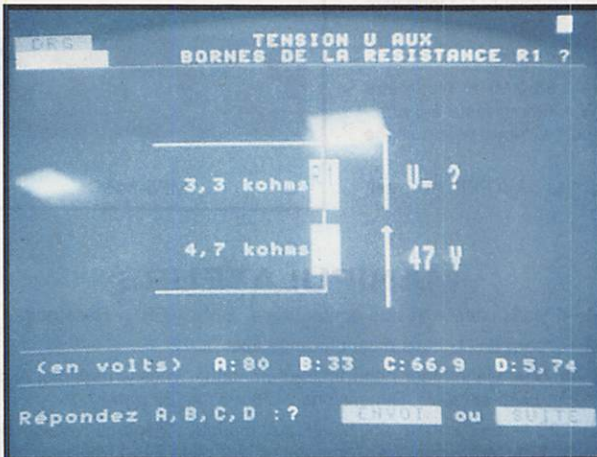 DRG
TENSION U AUX
BORNES DE LA RESISTANCE R1 ?
3,3 kohms
U= ?
4,7 kohms
47 V
(en volts) A:80 B:33 C:66,9 D:5,74
Répondez A,B,C,D :? ENVOI ou SUITE